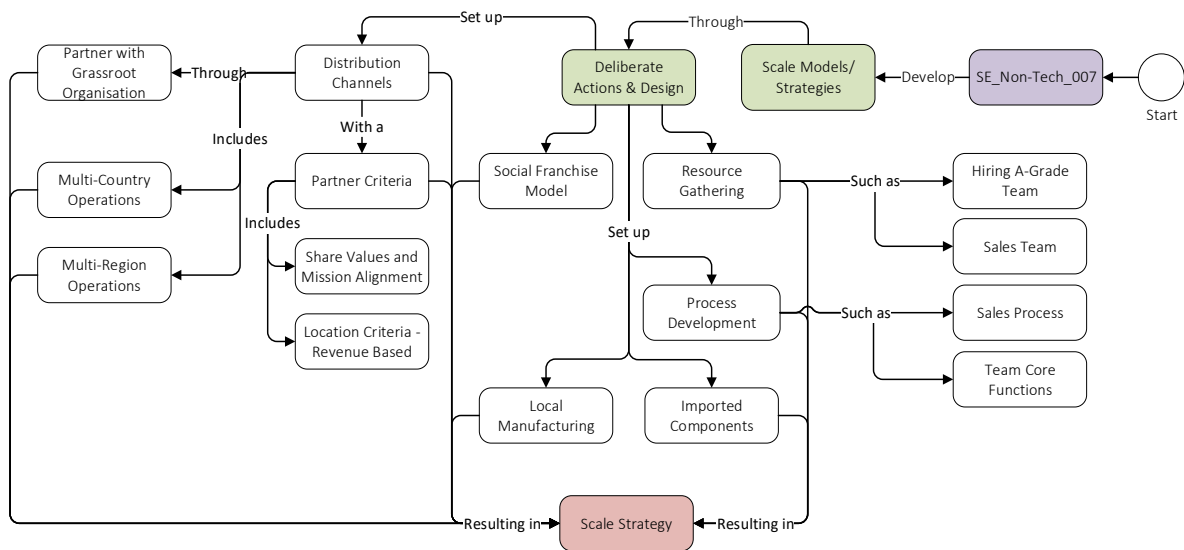 Set up
Through
Partner with
Grassroot
Organisation
Through
Distribution
Channels
Deliberate
Actions & Design
Scale Models/
Strategies
Develop
SE_Non-Tech_007
Start
With a
Includes
Multi-Country
Operations
Partner Criteria
Social Franchise
Model
Resource
Gathering
Such as
Hiring A-Grade
Team
Includes
Set up
Sales Team
Multi-Region
Operations
Share Values and
Mission Alignment
Process
Development
Such as
Sales Process
Location Criteria -
Revenue Based
Team Core
Functions
Local
Manufacturing
Imported
Components
Resulting in
Scale Strategy
Resulting in